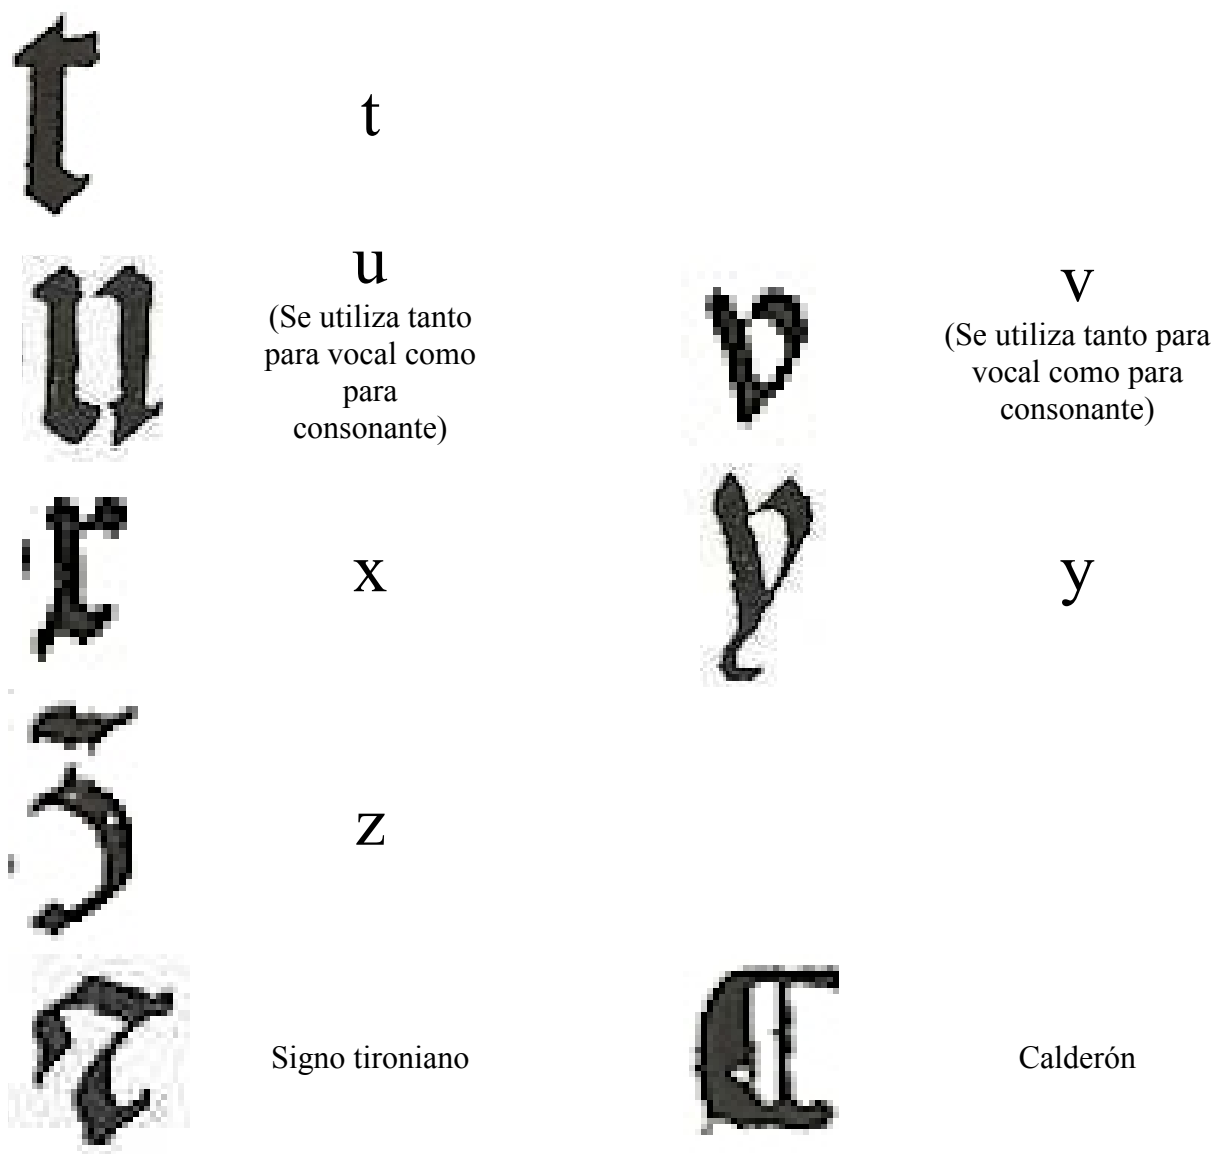 t t
u u
(Se utiliza tanto
para vocal como
para
consonante)
v v
(Se utiliza tanto para
vocal como para
consonante)
x x
y y
z z
⁊ Signo tironiano
¶ Calderón